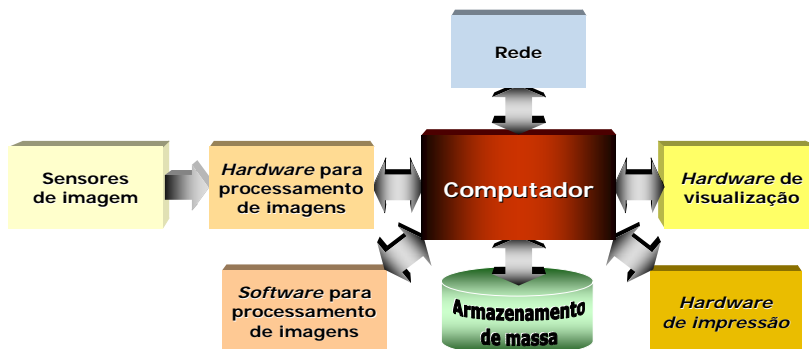 Rede
Sensores
de imagem
Hardware para
processamento
de imagens
Computador
Hardware de
visualização
Software para
processamento
de imagens
Armazenamento
de massa
Hardware
de impressão